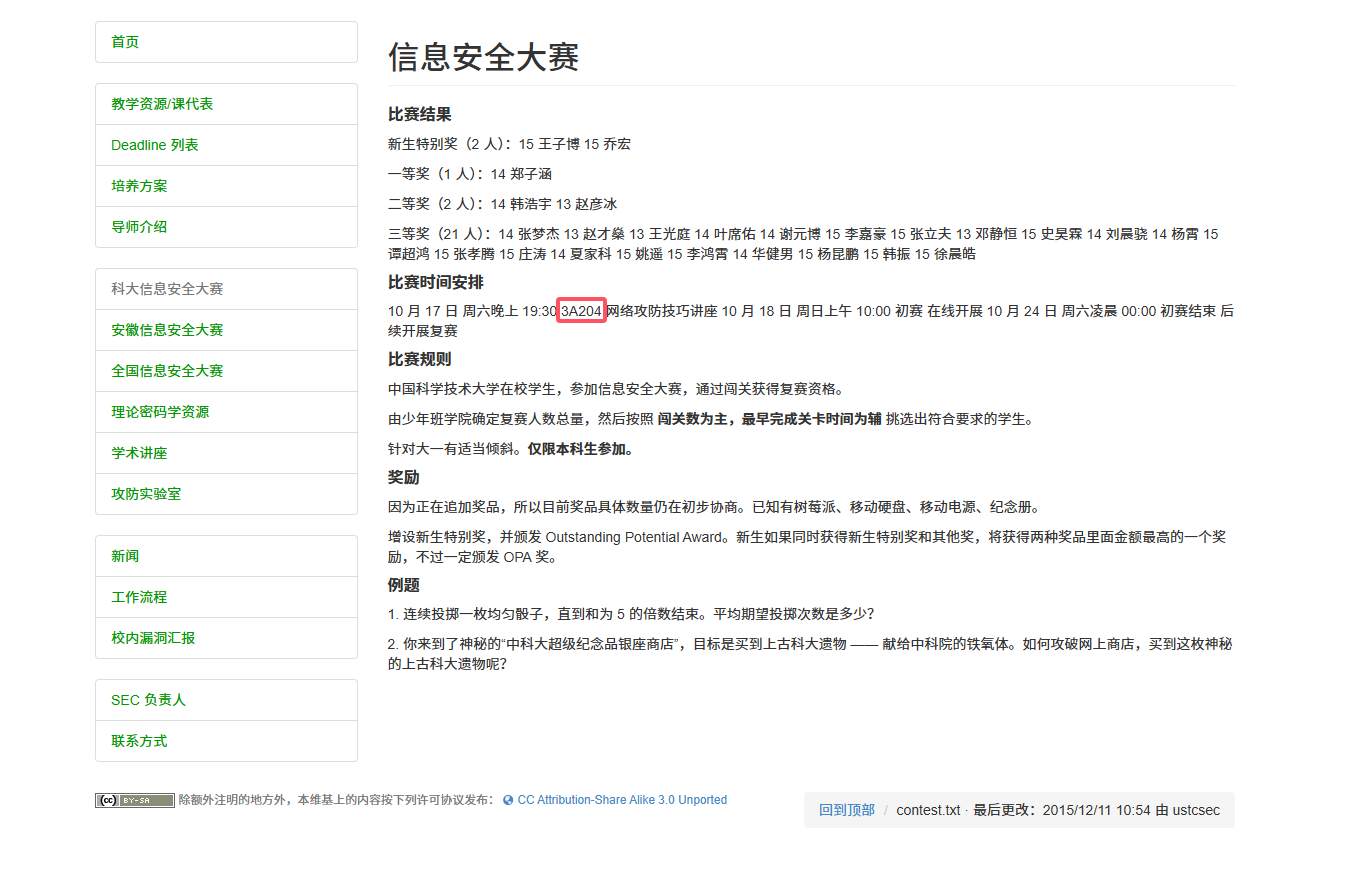 首页
教学资源/课代表
Deadline 列表
培养方案
导师介绍
科大信息安全大赛
安徽信息安全大赛
全国信息安全大赛
理论密码学资源
学术讲座
攻防实验室
新闻
工作流程
校内漏洞汇报
SEC 负责人
联系方式
信息安全大赛
比赛结果
新生特别奖（2 人）：15 王子博 15 乔宏
一等奖（1 人）：14 郑子涵
二等奖（2 人）：14 韩浩宇 13 赵彦冰
三等奖（21 人）：14 张梦杰 13 赵才燊 13 王光庭 14 叶席佑 14 谢元博 15 李嘉豪 15 张立夫 13 邓静恒 15 史昊霖 14 刘晨骁 14 杨霄 15
谭超鸿 15 张孝腾 15 庄涛 14 夏家科 15 姚遥 15 李鸿霄 14 华健男 15 杨昆鹏 15 韩振 15 徐晨皓
比赛时间安排
10 月 17 日 周六晚上 19:30 3A204 网络攻防技巧讲座 10 月 18 日 周日上午 10:00 初赛 在线开展 10 月 24 日 周六凌晨 00:00 初赛结束 后
续开展复赛
比赛规则
中国科学技术大学在校学生，参加信息安全大赛，通过闯关获得复赛资格。
由少年班学院确定复赛人数总量，然后按照 闯关数为主，最早完成关卡时间为辅 挑选出符合要求的学生。
针对大一有适当倾斜。仅限本科生参加。
奖励
因为正在追加奖品，所以目前奖品具体数量仍在初步协商。已知有树莓派、移动硬盘、移动电源、纪念册。
增设新生特别奖，并颁发 Outstanding Potential Award。新生如果同时获得新生特别奖和其他奖，将获得两种奖品里面金额最高的一个奖
励，不过一定颁发 OPA 奖。
例题
1. 连续投掷一枚均匀骰子，直到和为 5 的倍数结束。平均期望投掷次数是多少？
2. 你来到了神秘的“中科大超级纪念品银座商店”，目标是买到上古科大遗物 —— 献给中科院的铁氧体。如何攻破网上商店，买到这枚神秘
的上古科大遗物呢？
(cc) BY-SA 除额外注明的地方外，本维基上的内容按下列许可协议发布： CC Attribution-Share Alike 3.0 Unported
回到顶部 / contest.txt · 最后更改：2015/12/11 10:54 由 ustcsec